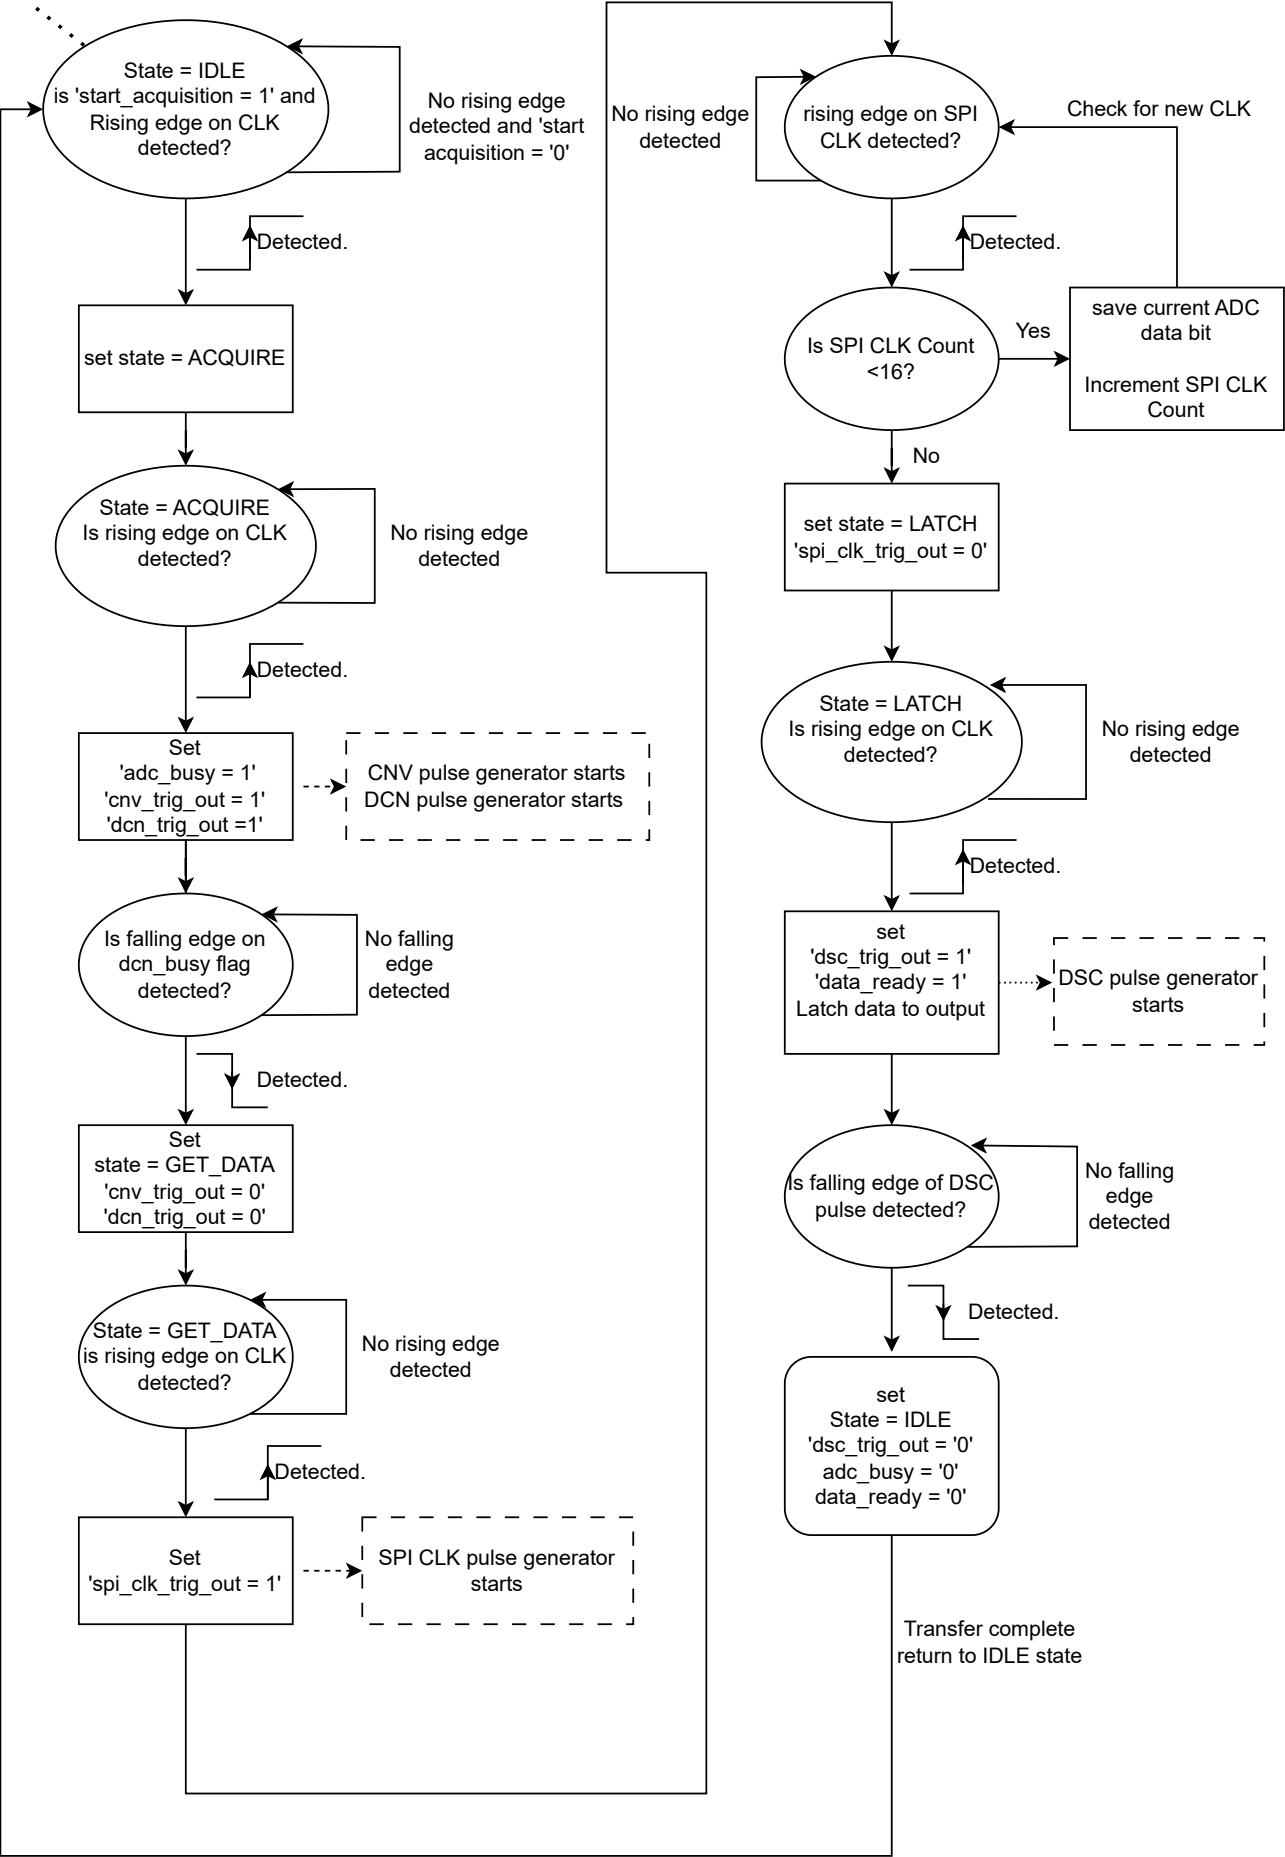 State = IDLE
is 'start_acquisition = 1' and
Rising edge on CLK
detected?
No rising edge
detected and 'start
acquisition = '0'
Detected.
set state = ACQUIRE
State = ACQUIRE
Is rising edge on CLK
detected?
No rising edge
detected
Detected.
Set
'adc_busy = 1'
'cnv_trig_out = 1'
'dcn_trig_out =1'
CNV pulse generator starts
DCN pulse generator starts
Is falling edge on
dcn_busy flag
detected?
No falling
edge
detected
Detected.
Set
state = GET_DATA
'cnv_trig_out = 0'
'dcn_trig_out = 0'
State = GET_DATA
is rising edge on CLK
detected?
No rising edge
detected
Detected.
Set
'spi_clk_trig_out = 1'
SPI CLK pulse generator
starts
rising edge on SPI
CLK detected?
No rising edge
detected
Check for new CLK
Detected.
Is SPI CLK Count
<16?
Yes
save current ADC
data bit
Increment SPI CLK
Count
No
set state = LATCH
'spi_clk_trig_out = 0'
State = LATCH
Is rising edge on CLK
detected?
No rising edge
detected
Detected.
set
'dsc_trig_out = 1'
'data_ready = 1'
Latch data to output
DSC pulse generator
starts
Is falling edge of DSC
pulse detected?
No falling
edge
detected
Detected.
set
State = IDLE
'dsc_trig_out = '0'
adc_busy = '0'
data_ready = '0'
Transfer complete
return to IDLE state